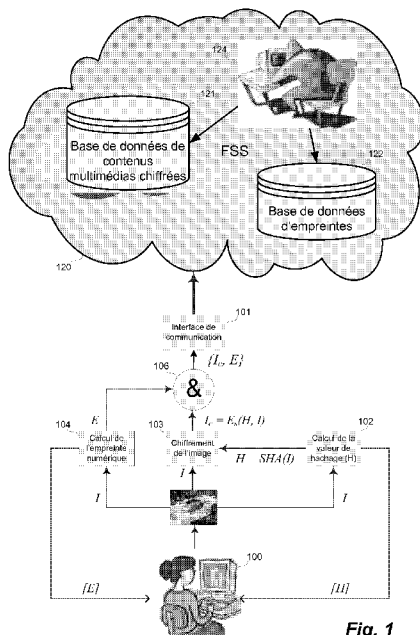 124
121
Base de données de
contenus
multimédias chiffrées
FSS
122
Base de données
d'empreintes
120
101
Interface de
communication
{Ic, E}
106
&
E
Ic = Ek(H, I)
104
103
102
Calcul de
l'empreinte
numérique
Chiffrement
de l'image
Calcul de la
valeur de
hachage (H)
H = SHA(I)
I
I
I
100
[E]
[H]
Fig. 1